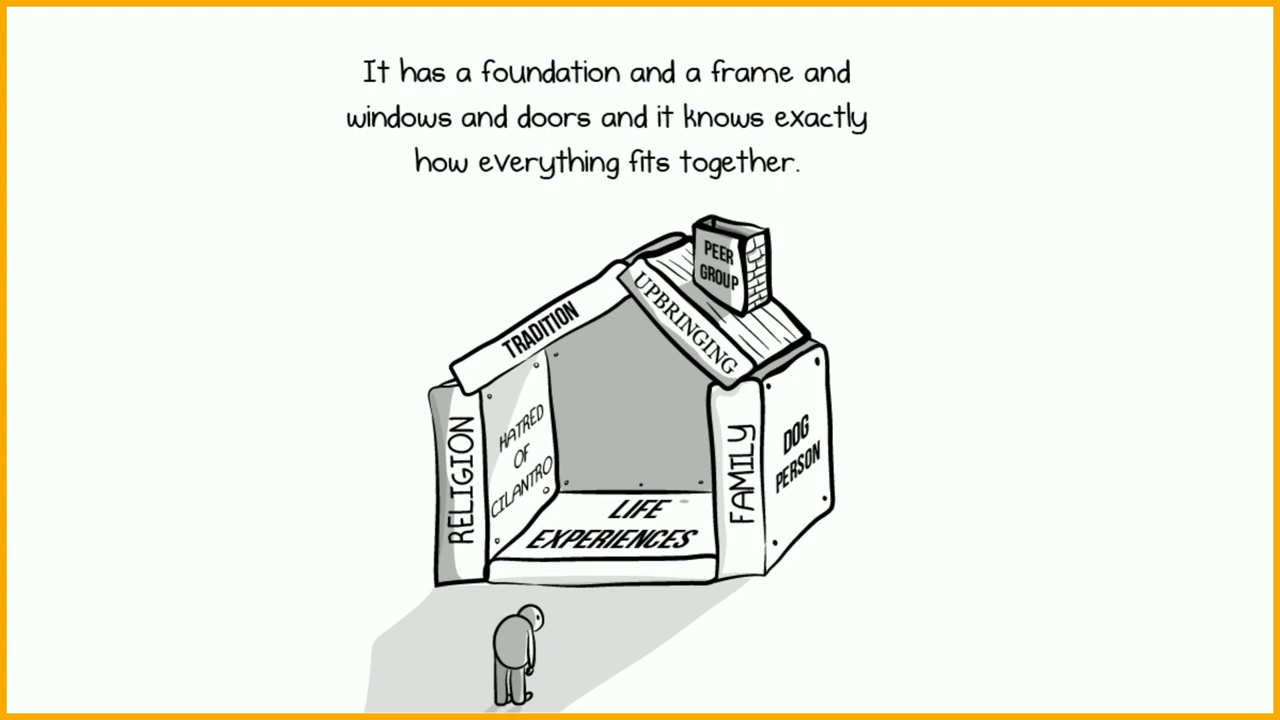 It has a foundation and a frame and
windows and doors and it knows exactly
how everything fits together.
PEER
GROUP
UPBRINGING
TRADITION
RELIGION
HATRED
OF
CILANTRO
LIFE
EXPERIENCES
FAMILY
DOG
PERSON